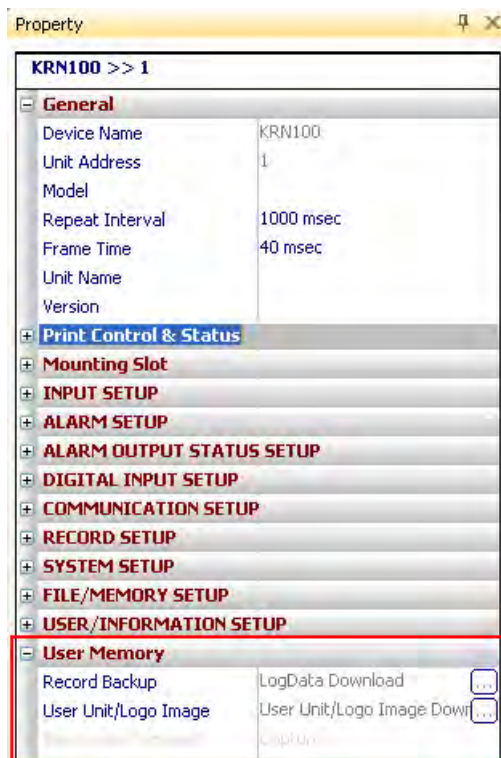 Property
KRN100 >> 1
General
Device Name KRN100
Unit Address 1
Model
Repeat Interval 1000 msec
Frame Time 40 msec
Unit Name
Version
Print Control & Status
Mounting Slot
INPUT SETUP
ALARM SETUP
ALARM OUTPUT STATUS SETUP
DIGITAL INPUT SETUP
COMMUNICATION SETUP
RECORD SETUP
SYSTEM SETUP
FILE/MEMORY SETUP
USER/INFORMATION SETUP
User Memory
Record Backup LogData Download ...
User Unit/Logo Image User Unit/Logo Image Down ...